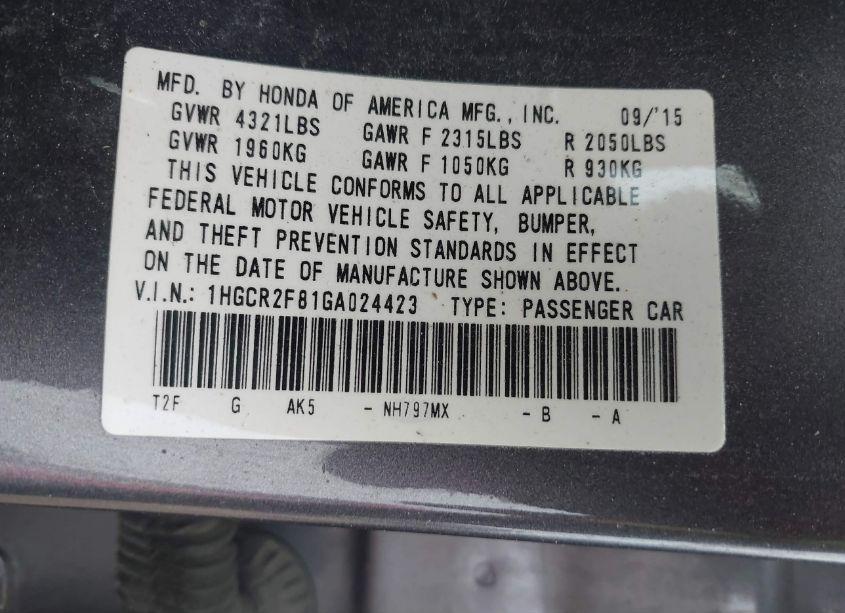 MFD. BY HONDA OF AMERICA MFG., INC. 09/'15
GVWR 4321LBS GAWR F 2315LBS R 2050LBS
GVWR 1960KG GAWR F 1050KG R 930KG
THIS VEHICLE CONFORMS TO ALL APPLICABLE
FEDERAL MOTOR VEHICLE SAFETY, BUMPER,
AND THEFT PREVENTION STANDARDS IN EFFECT
ON THE DATE OF MANUFACTURE SHOWN ABOVE.
V.I.N.: 1HGCR2F81GA024423 TYPE: PASSENGER CAR
T2F G AK5 - NH797MX - B - A